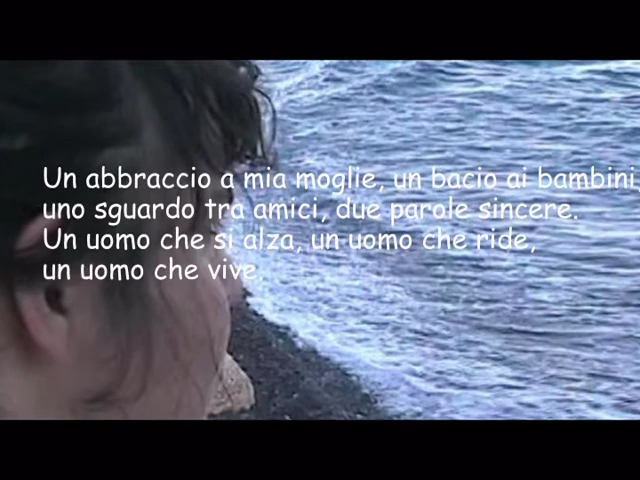 Un abbraccio a mia moglie, un bacio ai bambini
uno sguardo tra amici, due parole sincere.
Un uomo che si alza, un uomo che ride,
un uomo che vive.